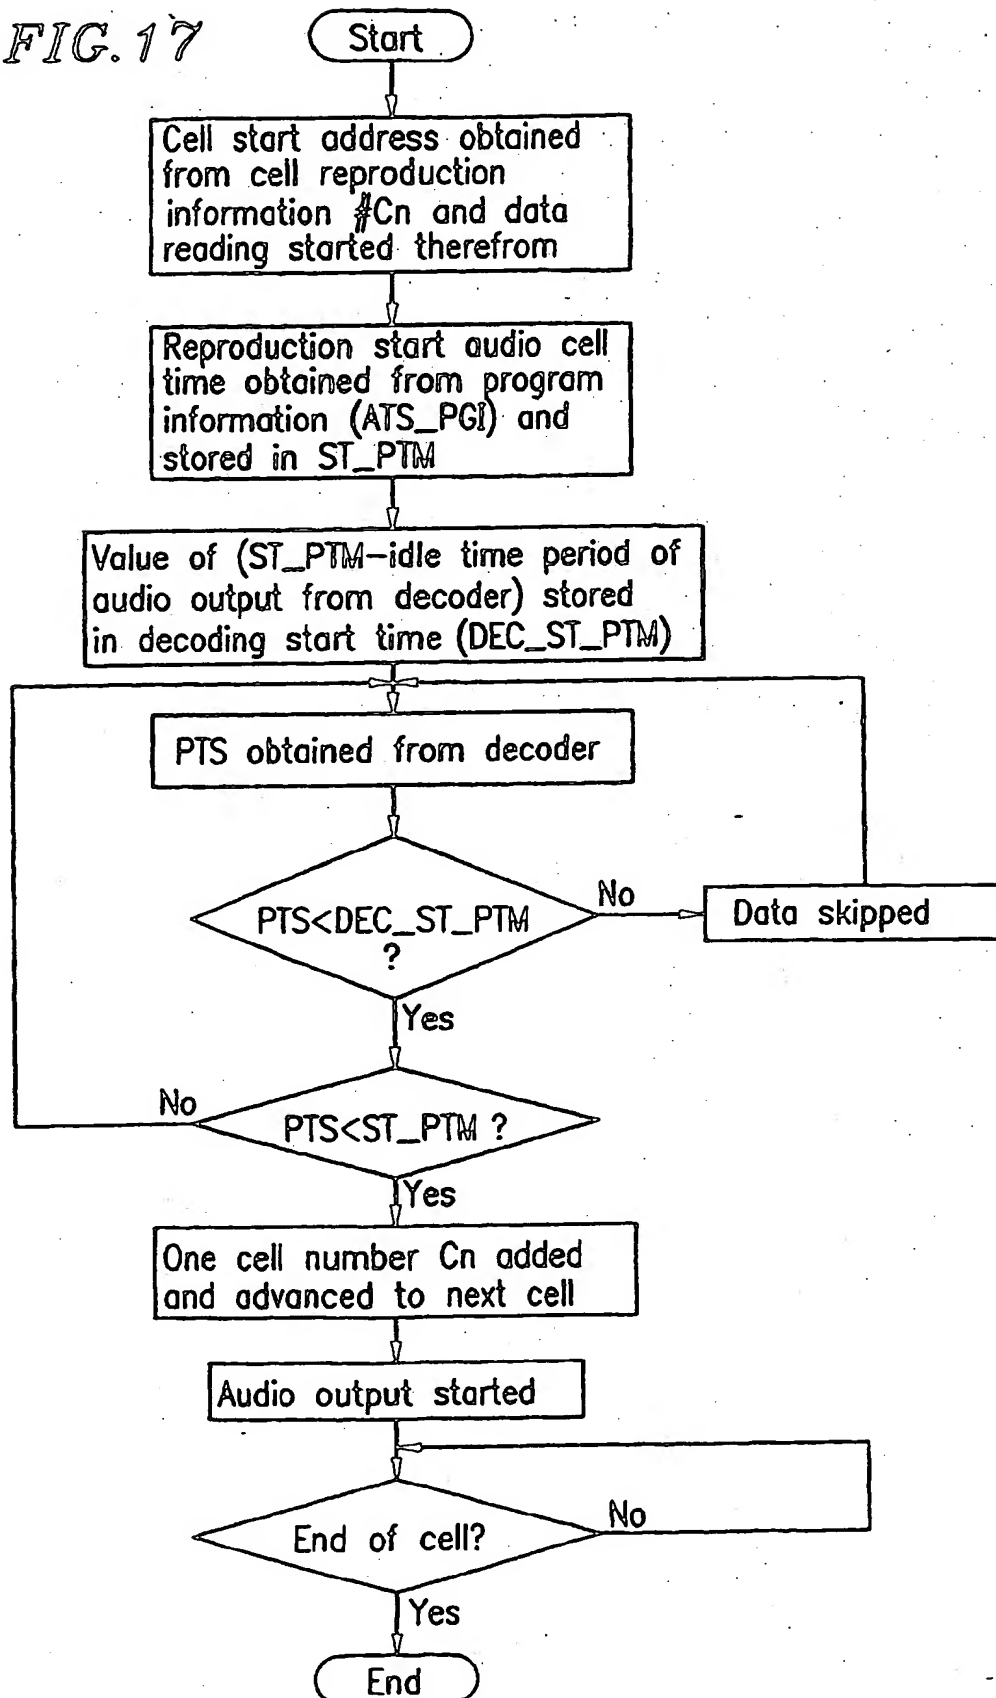 FIG. 17
Start
Cell start address obtained
from cell reproduction
information #Cn and data
reading started therefrom
Reproduction start audio cell
time obtained from program
information (ATS_PGI) and
stored in ST_PTM
Value of (ST_PTM-idle time period of
audio output from decoder) stored
in decoding start time (DEC_ST_PTM)
PTS obtained from decoder
PTS<DEC_ST_PTM
?
No
Data skipped
Yes
No
PTS<ST_PTM ?
Yes
One cell number Cn added
and advanced to next cell
Audio output started
End of cell?
No
Yes
End